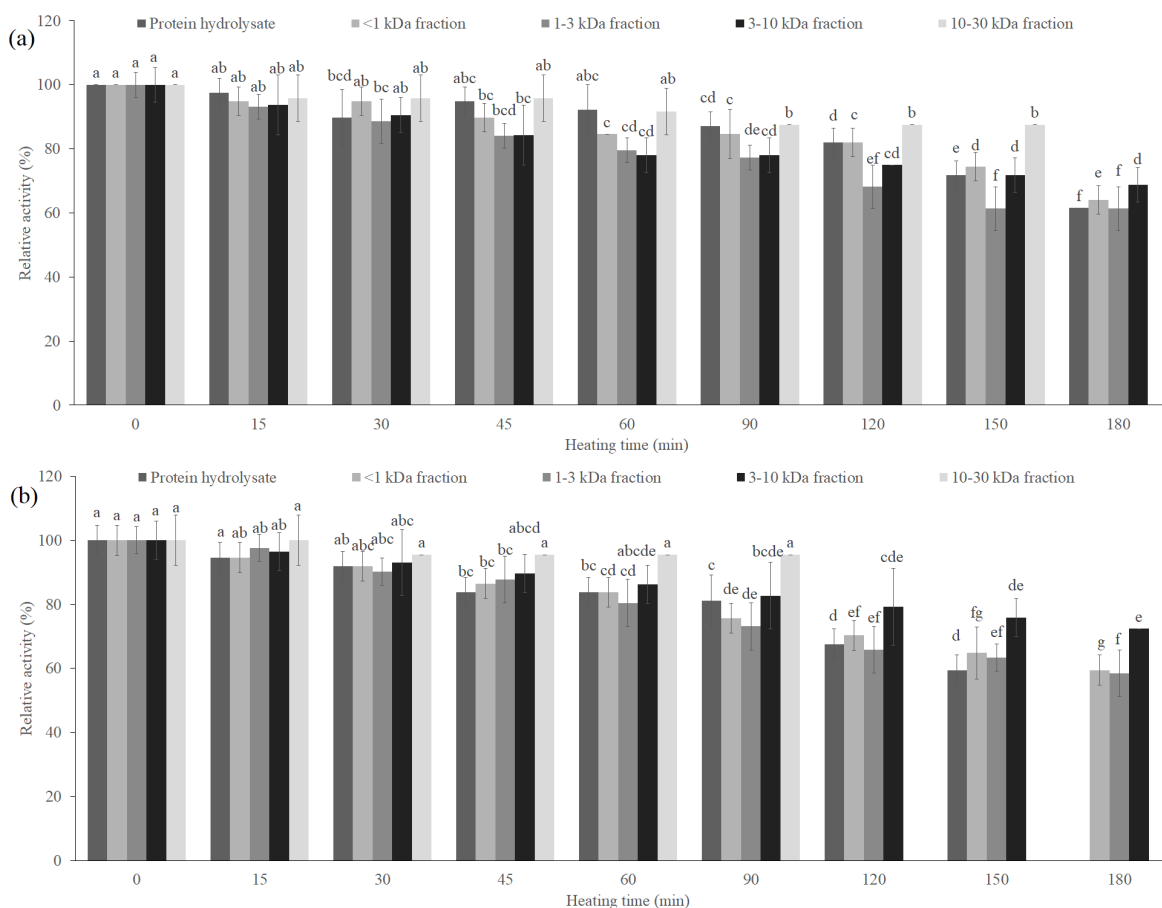 (a)
Protein hydrolysate <1 kDa fraction 1-3 kDa fraction 3-10 kDa fraction 10-30 kDa fraction
Relative activity (%)
120
100
80
60
40
20
0
a a a a a
ab ab ab ab ab
bcd ab bc ab ab
abc bc bcd bc ab
abc c cd cd ab
cd c de cd b
d c ef cd b
e d f d b
f e f d
0 15 30 45 60 90 120 150 180
Heating time (min)
(b)
Protein hydrolysate <1 kDa fraction 1-3 kDa fraction 3-10 kDa fraction 10-30 kDa fraction
Relative activity (%)
120
100
80
60
40
20
0
a a a a a
a ab ab ab a
ab abc abc abc a
bc bc bc abcd a
bc cd cd abcde a
c de de bcde a
d ef ef cde
d fg ef de
g f e
0 15 30 45 60 90 120 150 180
Heating time (min)